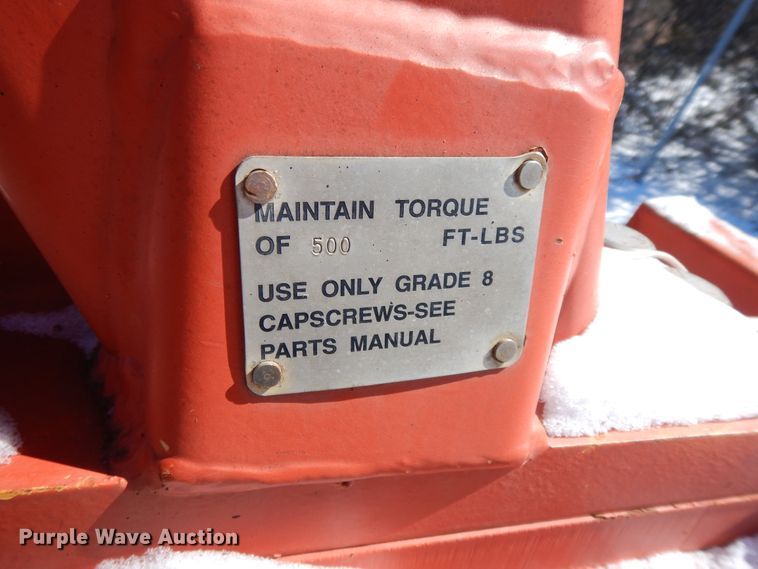 MAINTAIN TORQUE
OF 500 FT-LBS
USE ONLY GRADE 8
CAPSCREWS-SEE
PARTS MANUAL
Purple Wave Auction